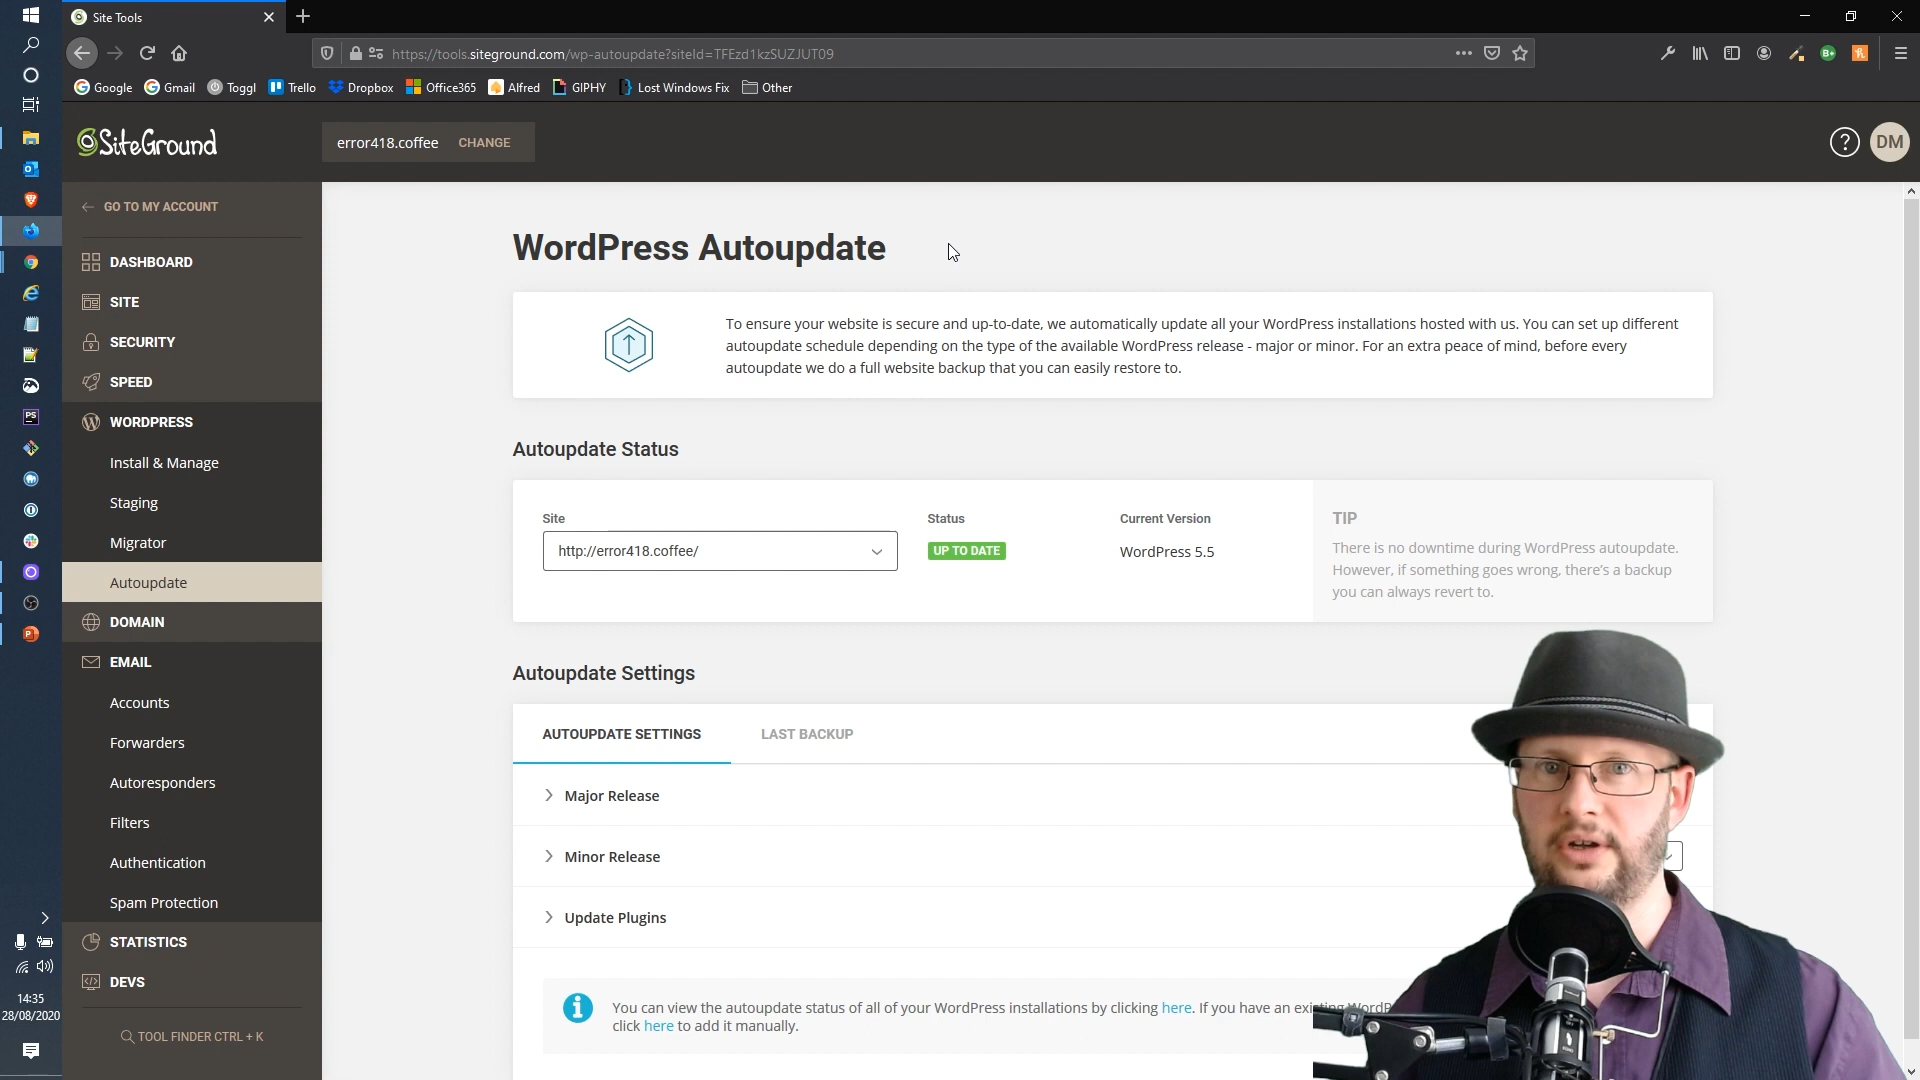 Site Tools
https://tools.siteground.com/wp-autoupdate?siteId=TFEzd1kzSUZJUT09
Google
Gmail
Toggl
Trello
Dropbox
Office365
Alfred
GIPHY
Lost Windows Fix
Other
SiteGround
error418.coffee
CHANGE
?
DM
GO TO MY ACCOUNT
DASHBOARD
SITE
SECURITY
SPEED
WORDPRESS
Install & Manage
Staging
Migrator
Autoupdate
DOMAIN
EMAIL
Accounts
Forwarders
Autoresponders
Filters
Authentication
Spam Protection
STATISTICS
DEVS
TOOL FINDER CTRL + K
14:35
28/08/2020
WordPress Autoupdate
To ensure your website is secure and up-to-date, we automatically update all your WordPress installations hosted with us. You can set up different
autoupdate schedule depending on the type of the available WordPress release - major or minor. For an extra peace of mind, before every
autoupdate we do a full website backup that you can easily restore to.
Autoupdate Status
Site
http://error418.coffee/
Status
UP TO DATE
Current Version
WordPress 5.5
TIP
There is no downtime during WordPress autoupdate.
However, if something goes wrong, there's a backup
you can always revert to.
Autoupdate Settings
AUTOUPDATE SETTINGS
LAST BACKUP
Major Release
Minor Release
Update Plugins
You can view the autoupdate status of all of your WordPress installations by clicking here. If you have an existing WordP
click here to add it manually.